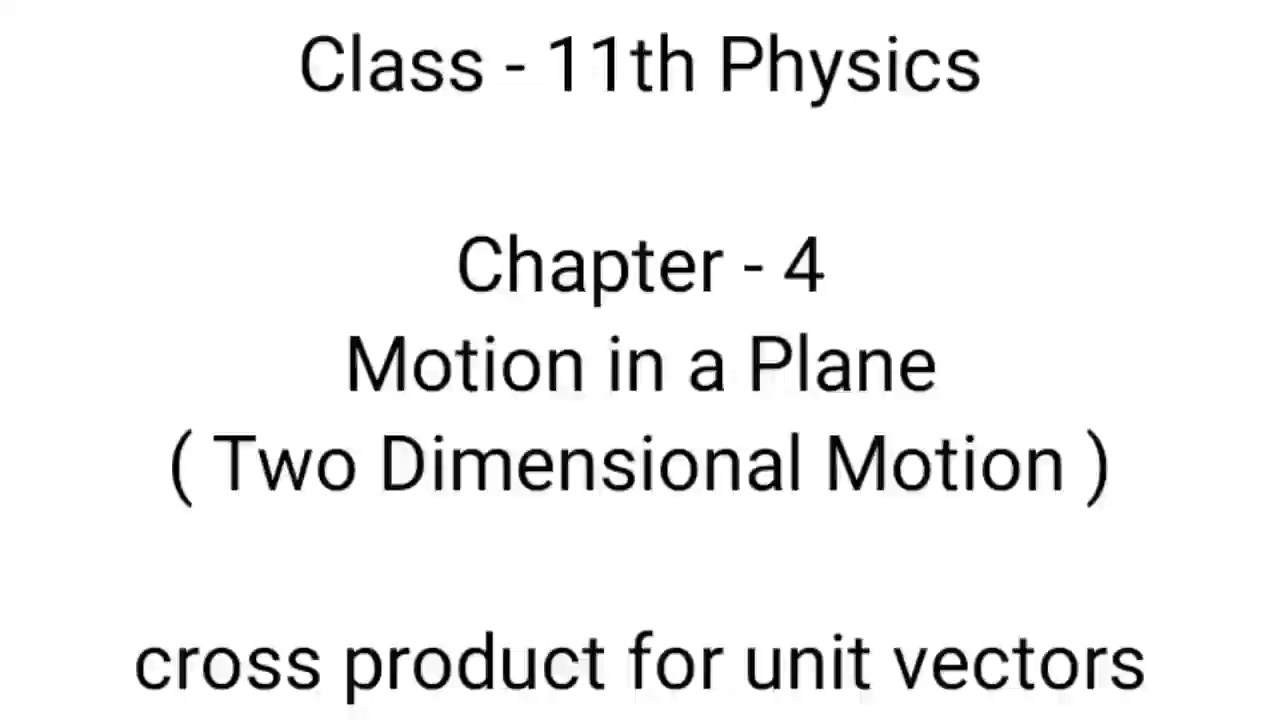 Class - 11th Physics
Chapter - 4
Motion in a Plane
( Two Dimensional Motion )
cross product for unit vectors